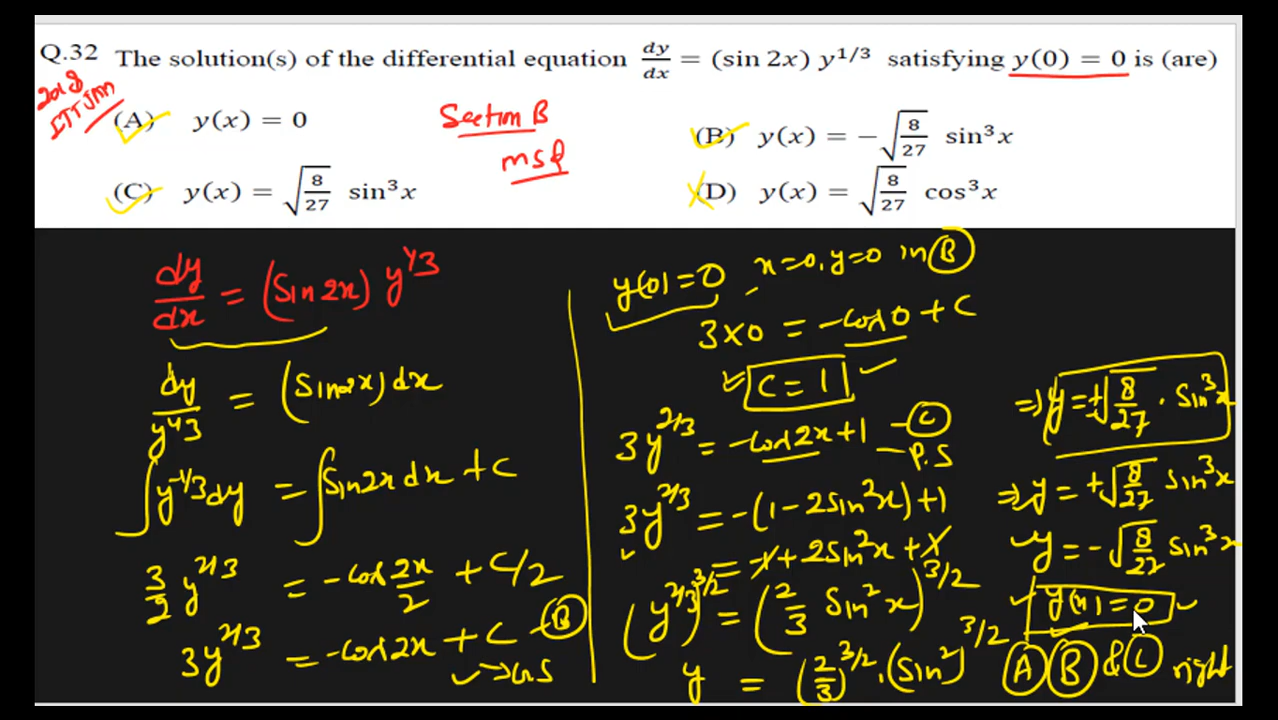 Q.32 The solution(s) of the differential equation dy/dx = (sin 2x) y^1/3 satisfying y(0) = 0 is (are)
2018 IIT Jam
(A) y(x) = 0
Section B
MSQ
(B) y(x) = −√8/27 sin³x
(C) y(x) = √8/27 sin³x
(D) y(x) = √8/27 cos³x
dy/dx = (Sin 2x) y^1/3
dy/y^1/3 = (Sin 2x) dx
∫y^-1/3 dy = ∫Sin2x dx + C
3/2 y^2/3 = -cos 2x/2 + C/2
3y^2/3 = -cos 2x + C —(B)
→ G.S
y(0) = 0
x=0, y=0 in (B)
3×0 = -cos 0 + C
C = 1
3y^2/3 = -cos 2x + 1 —(C)
— P.S
3y^2/3 = -(1 - 2sin²x) + 1
= -1 + 2sin²x + 1
(y^2/3)^3/2 = (2/3 Sin²x)^3/2
y = (2/3)^3/2 . (Sin²)^3/2
⇒ y = ±√8/27 . Sin³x
⇒ y = +√8/27 Sin³x
y = -√8/27 Sin³x
y(x) = 0
(A) (B) & (C) right